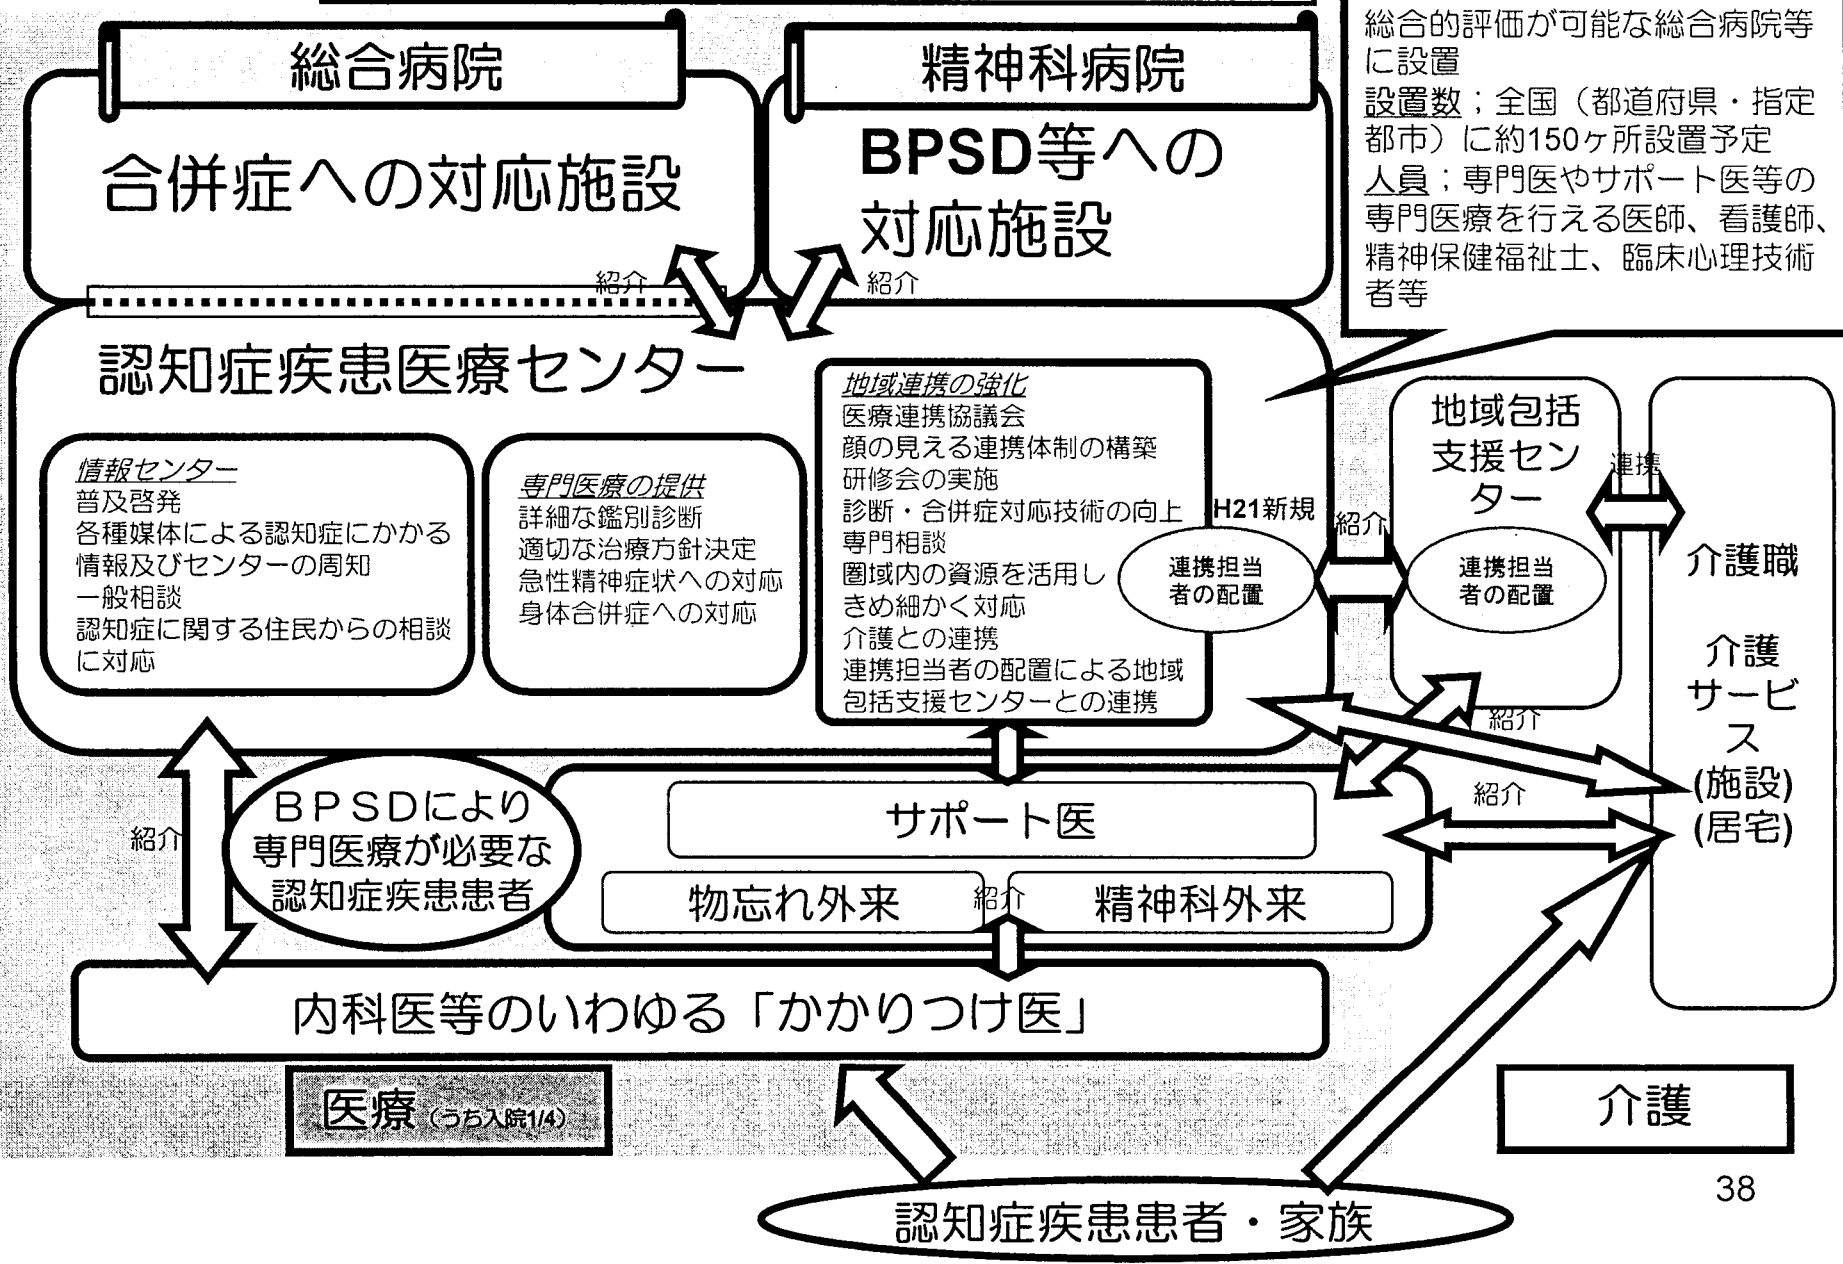 総合病院
精神科病院
総合的評価が可能な総合病院等
に設置
設置数；全国（都道府県・指定
都市）に約150ヶ所設置予定
人員；専門医やサポート医等の
専門医療を行える医師、看護師、
精神保健福祉士、臨床心理技術
者等
合併症への対応施設
BPSD等への
対応施設
紹介
紹介
認知症疾患医療センター
情報センター
普及啓発
各種媒体による認知症にかかる
情報及びセンターの周知
一般相談
認知症に関する住民からの相談
に対応
専門医療の提供
詳細な鑑別診断
適切な治療方針決定
急性精神症状への対応
身体合併症への対応
地域連携の強化
医療連携協議会
顔の見える連携体制の構築
研修会の実施
診断・合併症対応技術の向上
専門相談
圏域内の資源を活用し
きめ細かく対応
介護との連携
連携担当者の配置による地域
包括支援センターとの連携
H21新規
連携担当
者の配置
紹介
地域包括
支援セン
ター
連携担当
者の配置
連携
介護職
介護
サービ
ス
(施設)
(居宅)
紹介
紹介
紹介
BPSDにより
専門医療が必要な
認知症疾患患者
サポート医
物忘れ外来
紹介
精神科外来
内科医等のいわゆる「かかりつけ医」
医療（うち入院1/4）
介護
認知症疾患患者・家族
38